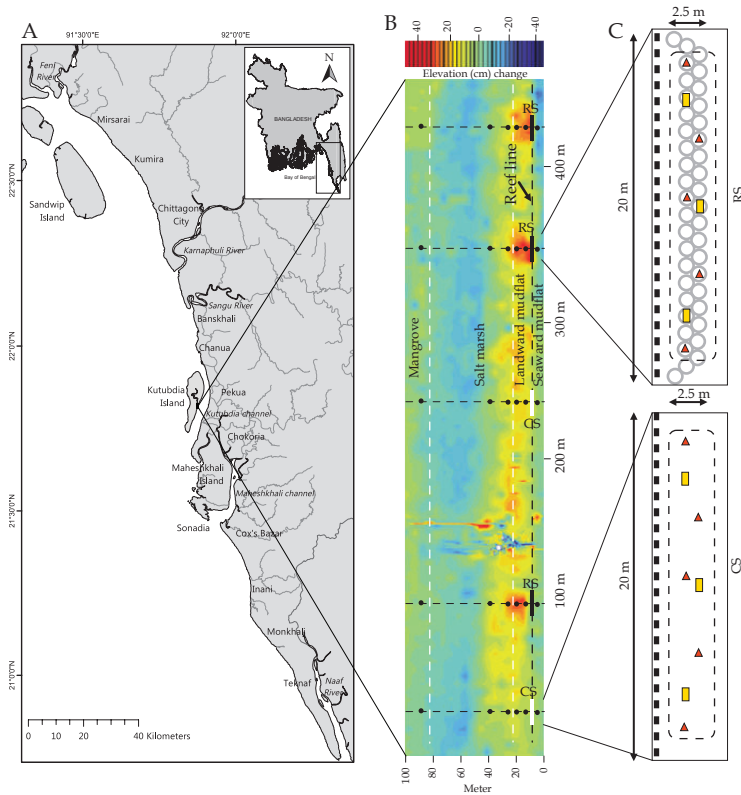 A
91°30'0"E
92°0'0"E
22°30'0"N
22°0'0"N
21°30'0"N
21°0'0"N
Feni
River
Mirsarai
Kumira
Sandwip
Island
Chittagon
City
Karnaphuli River
Sangu River
Banskhali
Chanua
Kutubdia
Island
Pekua
Kutubdia channel
Chokoria
Maheshkhali
Island
Maheshkhali channel
Sonadia
Cox's Bazar
Inani
Monkhali
Teknaf
Naaf
River
0 10 20 40 Kilometers
N
BANGLADESH
Bay of Bengal
B
40 20 0 -20 -40
Elevation (cm) change
RS
Reef line
RS
Mangrove
Salt marsh
Landward mudflat
Seaward mudflat
CS
RS
CS
400 m
300 m
200 m
100 m
100 80 60 40 20 0
Meter
C
2.5 m
20 m
RS
2.5 m
20 m
CS